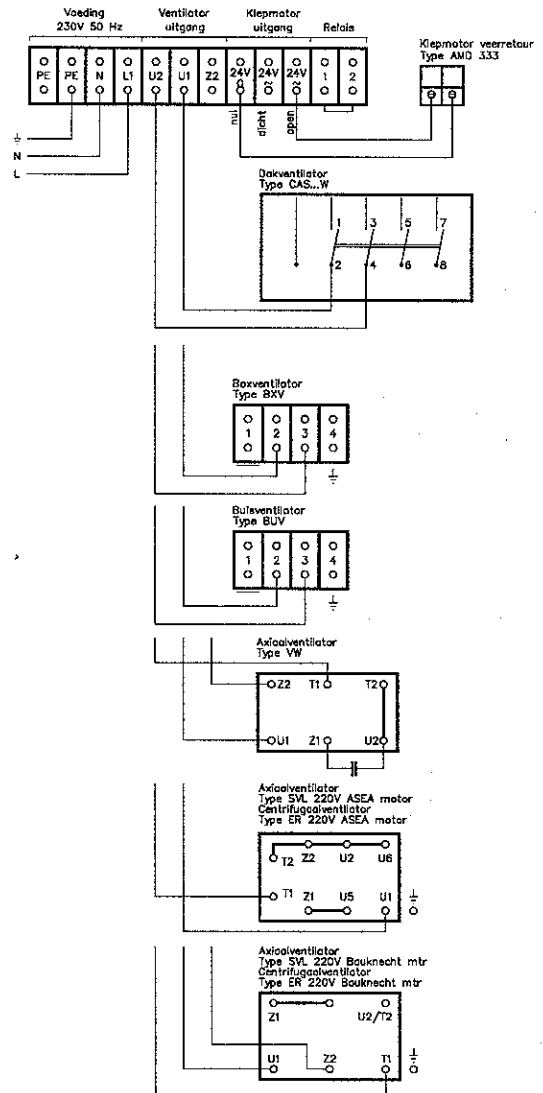 Voeding Ventilator Klepmotor
230V 50 Hz uitgang uitgang Relais
PE PE N L1 U2 U1 Z2 24V 24V 24V 1 2
~ ~
nul dicht open
Klepmotor veerretour
Type AMD 333
N
L
Dakventilator
Type CAS...W
1 3 5 7
2 4 6 8
Boxventilator
Type BXV
1 2 3 4
Buisventilator
Type BUV
1 2 3 4
Axiaalventilator
Type VW
Z2 T1 T2
U1 Z1 U2
Axiaalventilator
Type SVL 220V ASEA motor
Centrifugaalventilator
Type ER 220V ASEA motor
T2 Z2 U2 U6
T1 Z1 U5 U1
Axiaalventilator
Type SVL 220V Bauknecht mtr
Centrifugaalventilator
Type ER 220V Bauknecht mtr
Z1 U2/T2
U1 Z2 T1